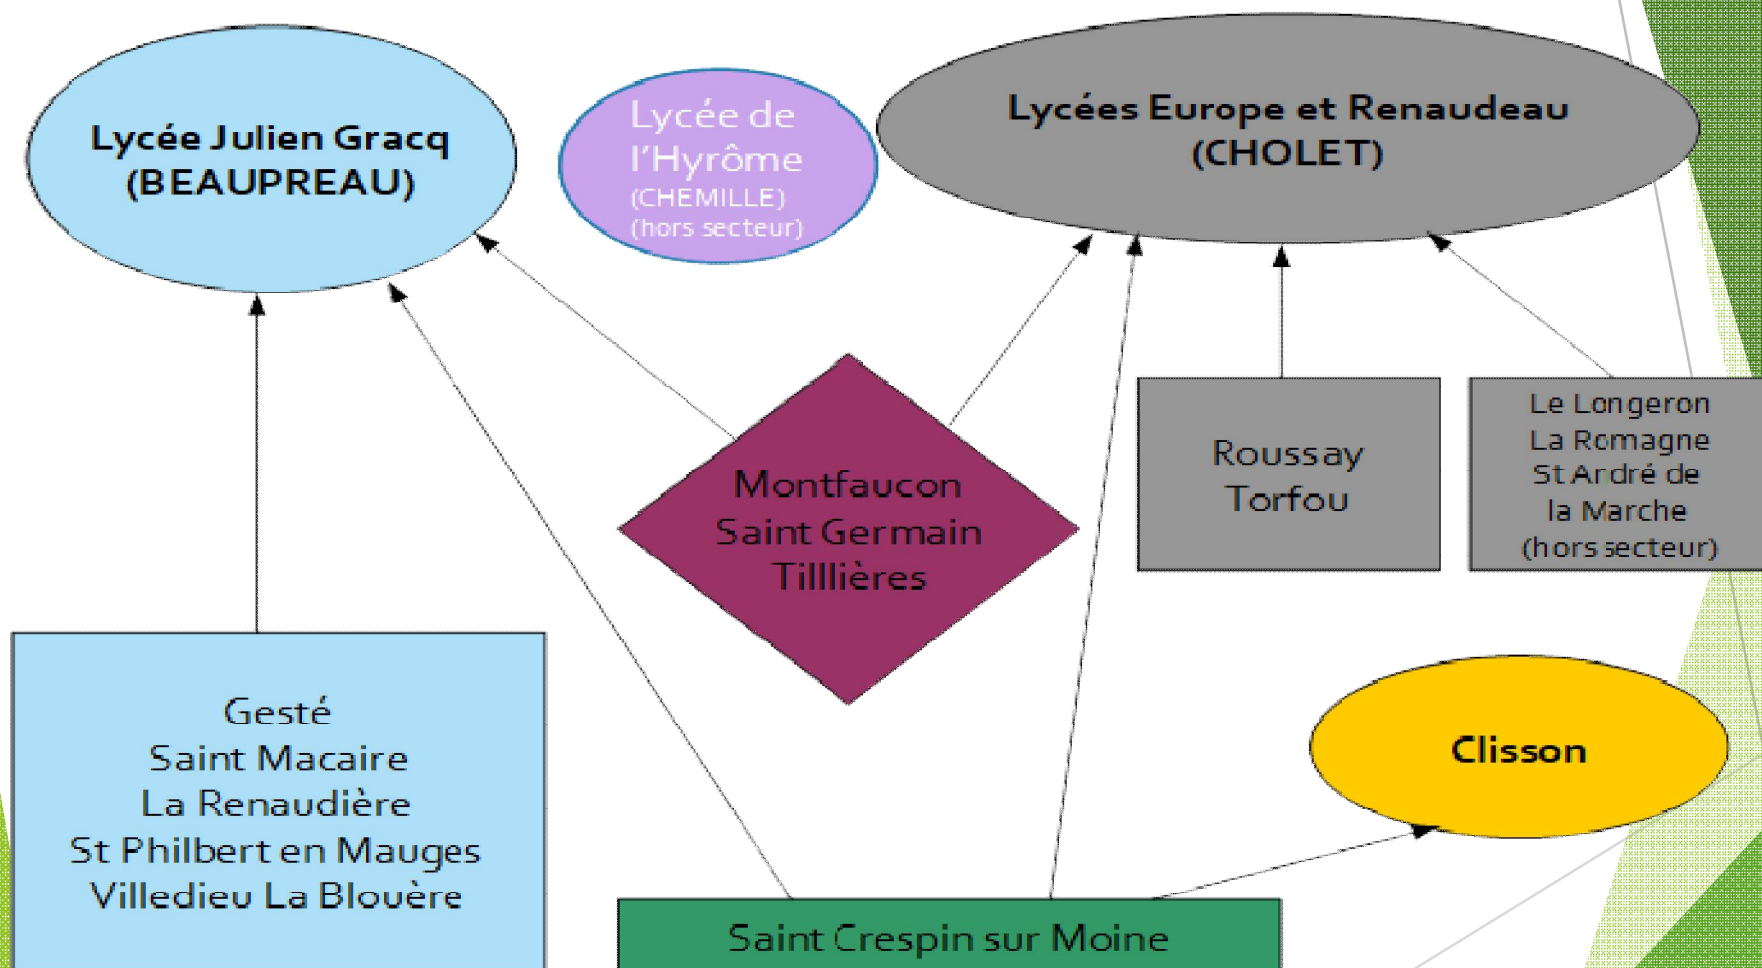 Lycée Julien Gracq
(BEAUPREAU)
Lycée de
l'Hyrôme
(CHEMILLE)
(hors secteur)
Lycées Europe et Renaudeau
(CHOLET)
Montfaucon
Saint Germain
Tilllières
Roussay
Torfou
Le Longeron
La Romagne
St André de
la Marche
(hors secteur)
Gesté
Saint Macaire
La Renaudière
St Philbert en Mauges
Villedieu La Blouère
Clisson
Saint Crespin sur Moine